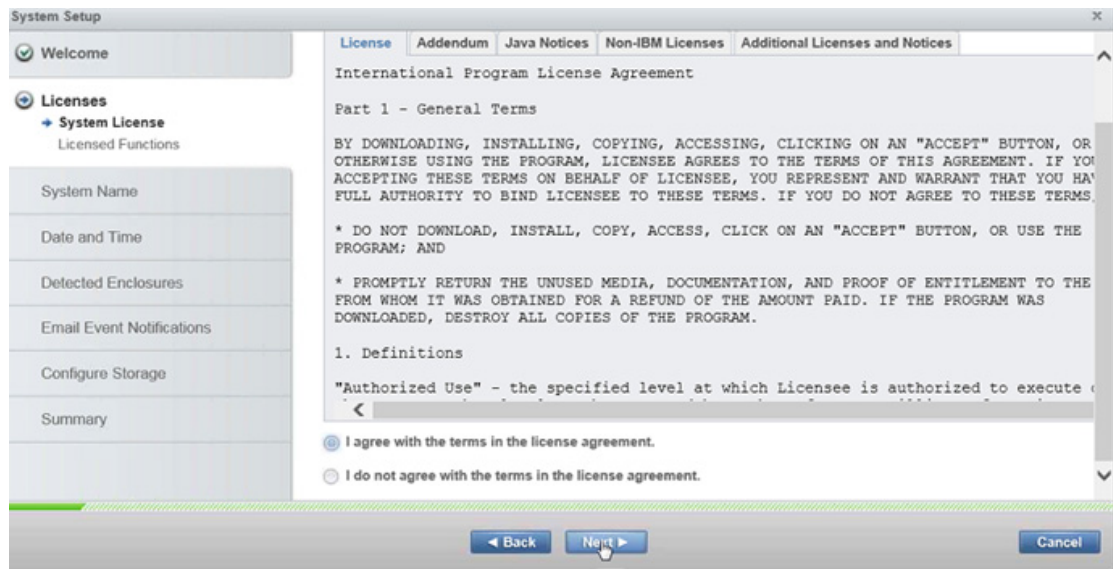 System Setup
Welcome
Licenses
System License
Licensed Functions
System Name
Date and Time
Detected Enclosures
Email Event Notifications
Configure Storage
Summary
License Addendum Java Notices Non-IBM Licenses Additional Licenses and Notices
International Program License Agreement
Part 1 - General Terms
BY DOWNLOADING, INSTALLING, COPYING, ACCESSING, CLICKING ON AN "ACCEPT" BUTTON, OR
OTHERWISE USING THE PROGRAM, LICENSEE AGREES TO THE TERMS OF THIS AGREEMENT. IF YOU
ACCEPTING THESE TERMS ON BEHALF OF LICENSEE, YOU REPRESENT AND WARRANT THAT YOU HAV
FULL AUTHORITY TO BIND LICENSEE TO THESE TERMS. IF YOU DO NOT AGREE TO THESE TERMS,
* DO NOT DOWNLOAD, INSTALL, COPY, ACCESS, CLICK ON AN "ACCEPT" BUTTON, OR USE THE
PROGRAM; AND
* PROMPTLY RETURN THE UNUSED MEDIA, DOCUMENTATION, AND PROOF OF ENTITLEMENT TO THE
FROM WHOM IT WAS OBTAINED FOR A REFUND OF THE AMOUNT PAID. IF THE PROGRAM WAS
DOWNLOADED, DESTROY ALL COPIES OF THE PROGRAM.
1. Definitions
"Authorized Use" - the specified level at which Licensee is authorized to execute
I agree with the terms in the license agreement.
I do not agree with the terms in the license agreement.
Back
Next
Cancel